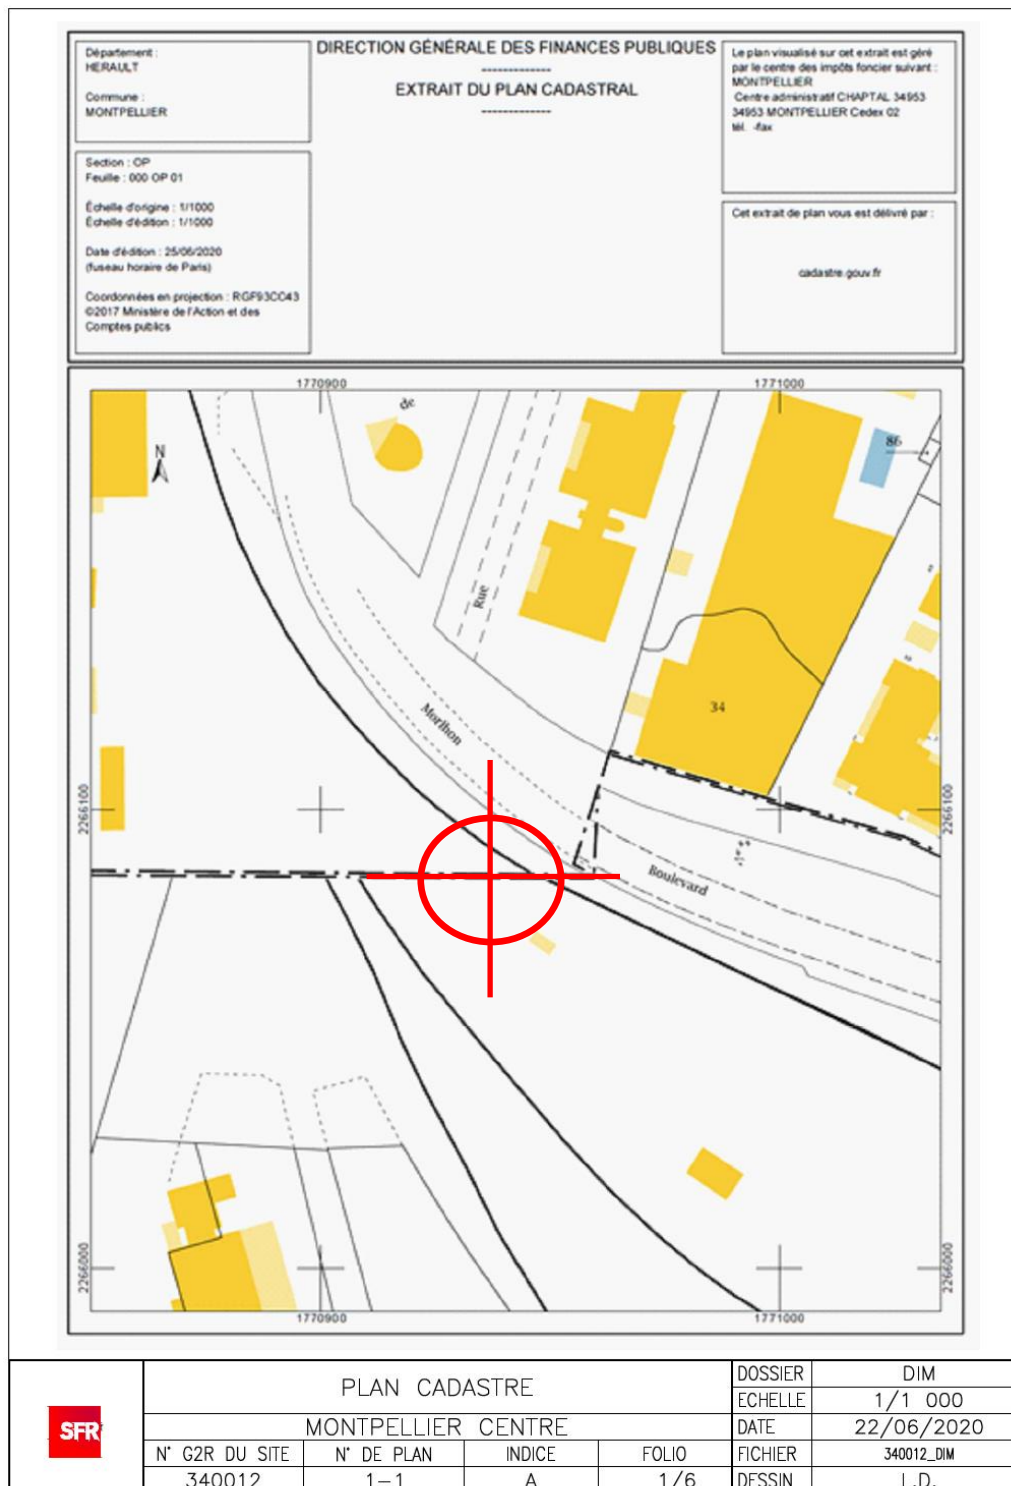 Département :
HERAULT
Commune :
MONTPELLIER
Section : OP
Feuille : 000 OP 01
Échelle d'origine : 1/1000
Échelle d'édition : 1/1000
Date d'édition : 25/06/2020
(fuseau horaire de Paris)
Coordonnées en projection : RGF93CC43
©2017 Ministère de l'Action et des
Comptes publics
DIRECTION GÉNÉRALE DES FINANCES PUBLIQUES
-------------
EXTRAIT DU PLAN CADASTRAL
-------------
Le plan visualisé sur cet extrait est géré
par le centre des impôts foncier suivant :
MONTPELLIER
Centre administratif CHAPTAL 34953
34953 MONTPELLIER Cedex 02
tél. -fax
Cet extrait de plan vous est délivré par :
cadastre.gouv.fr
1770900
1771000
de
N
86
Rue
34
Morlhon
2266100
2266100
Boulevard
2266000
2266000
1770900
1771000
SFR
PLAN CADASTRE
MONTPELLIER CENTRE
N° G2R DU SITE
N° DE PLAN
INDICE
FOLIO
340012
1-1
A
1/6
DOSSIER
DIM
ECHELLE
1/1 000
DATE
22/06/2020
FICHIER
340012_DIM
DESSIN
L.D.